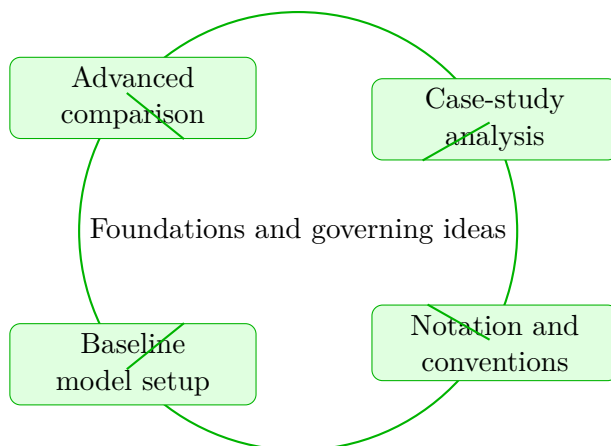 Advanced
comparison
Case-study
analysis
Foundations and governing ideas
Baseline
model setup
Notation and
conventions